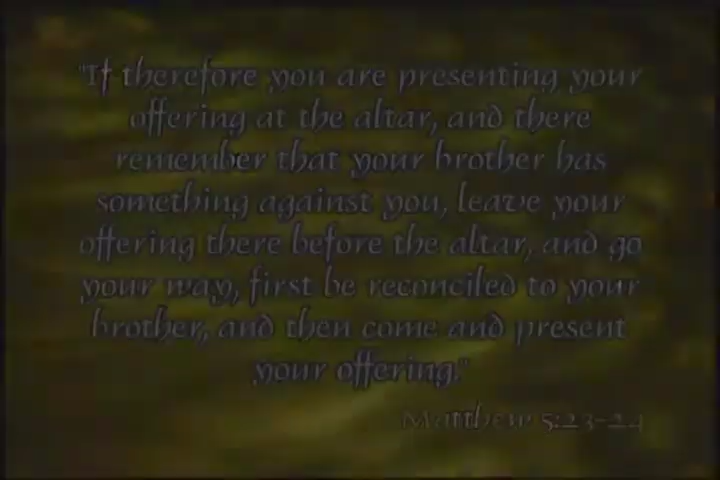 "If therefore you are presenting your
offering at the altar, and there
remember that your brother has
something against you, leave your
offering there before the altar, and go
your way, first be reconciled to your
brother, and then come and present
your offering."
Matthew 5:23-24